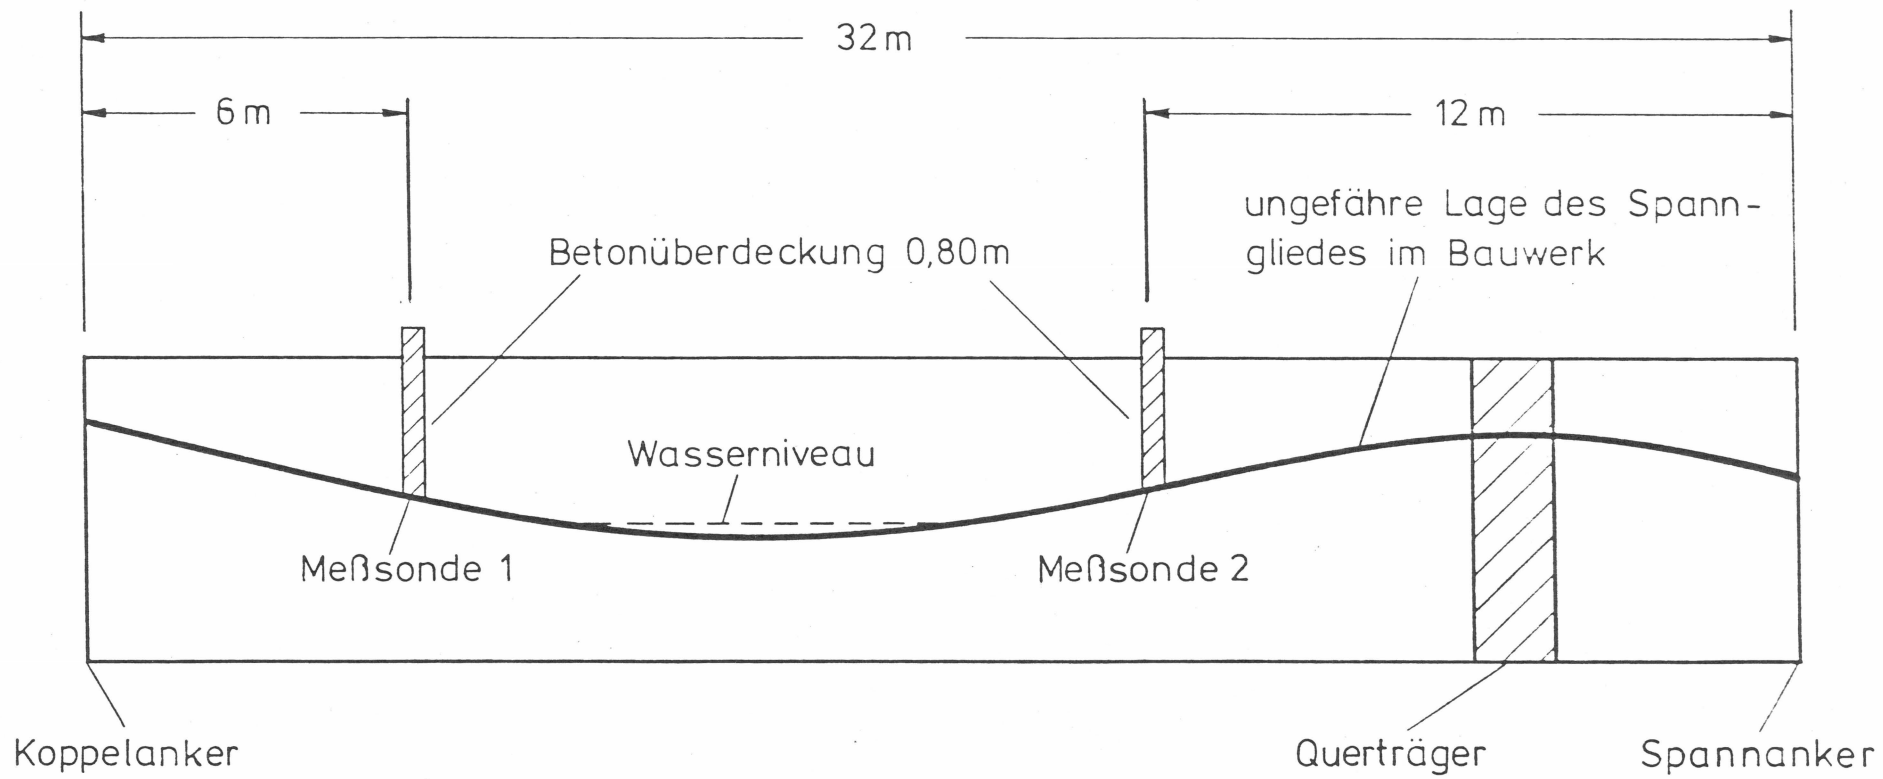 32m
6m
12m
ungefähre Lage des Spann-
gliedes im Bauwerk
Betonüberdeckung 0,80m
Wasserniveau
Meßsonde 1
Meßsonde 2
Koppelanker
Querträger
Spannanker